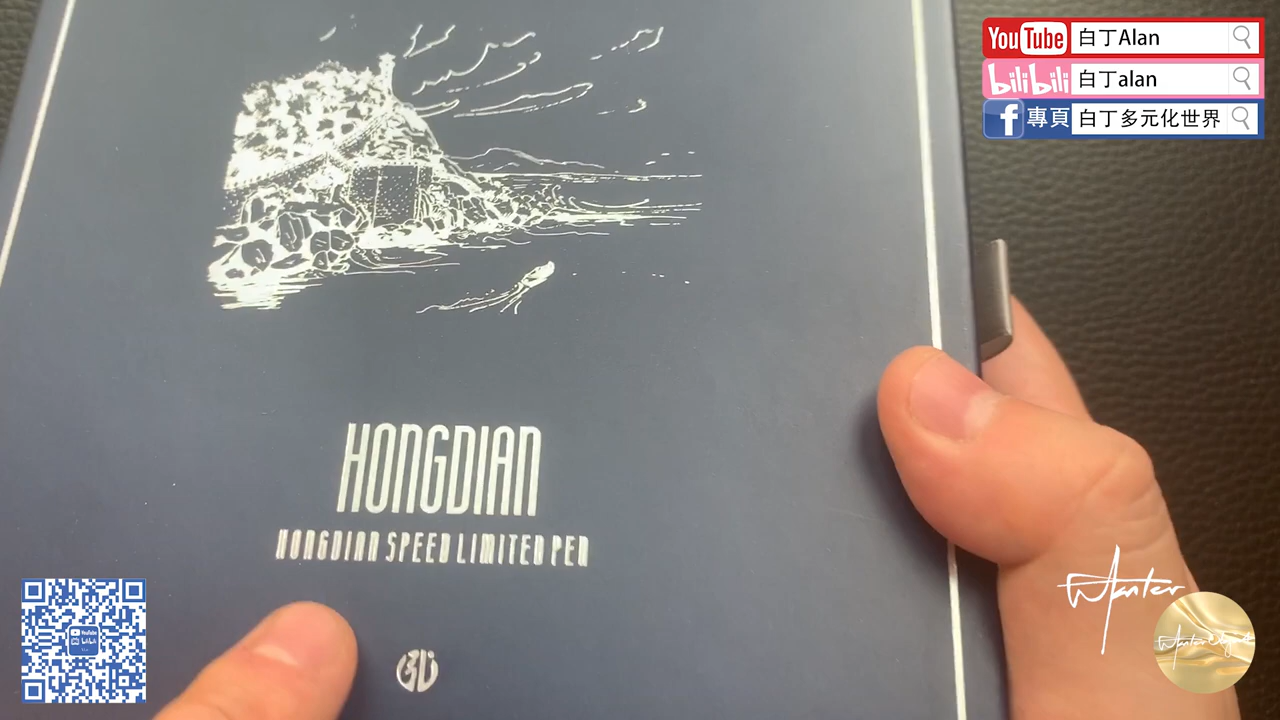 YouTube 白丁Alan
bilibili 白丁alan
f 專頁 白丁多元化世界
HONGDIAN
HONGDIAN SPEED LIMITED PEN
Wanter